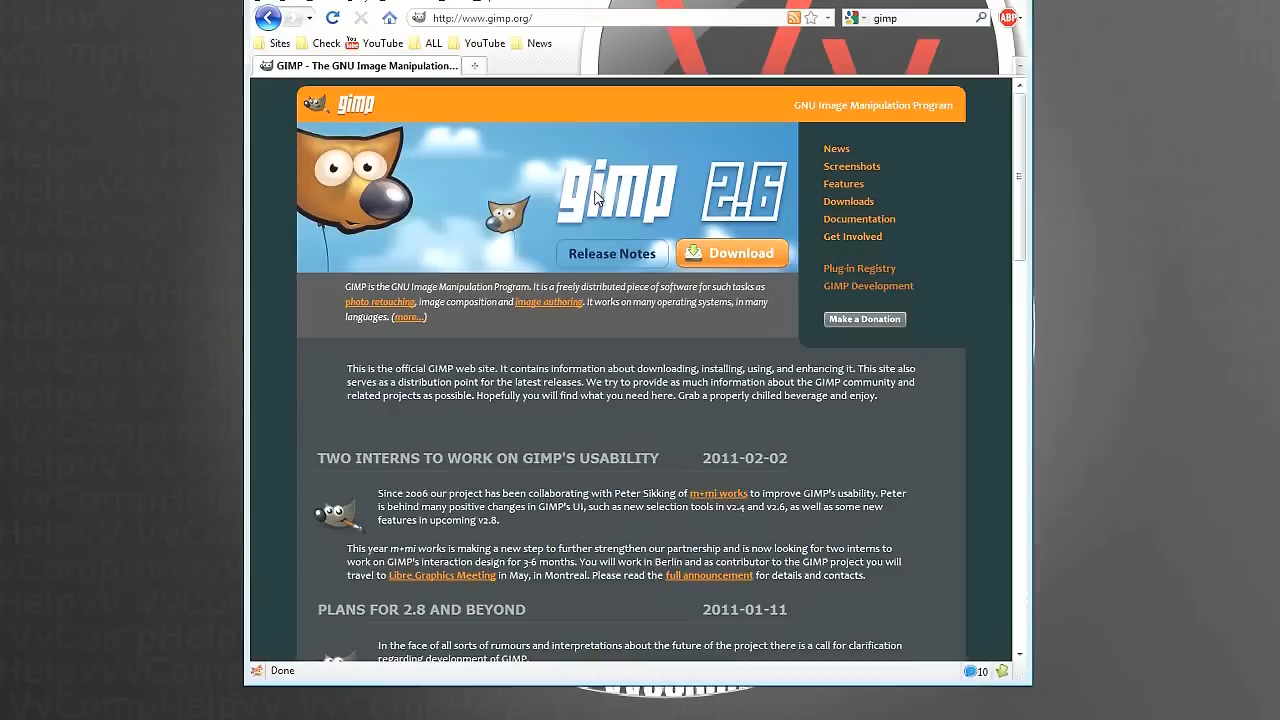 http://www.gimp.org/
gimp
ABP
Sites Check YouTube ALL YouTube News
GIMP - The GNU Image Manipulation...
gimp
GNU Image Manipulation Program
gimp 2.6
Release Notes Download
News
Screenshots
Features
Downloads
Documentation
Get Involved
Plug-in Registry
GIMP Development
Make a Donation
GIMP is the GNU Image Manipulation Program. It is a freely distributed piece of software for such tasks as
photo retouching, image composition and image authoring. It works on many operating systems, in many
languages. (more...)
This is the official GIMP web site. It contains information about downloading, installing, using, and enhancing it. This site also
serves as a distribution point for the latest releases. We try to provide as much information about the GIMP community and
related projects as possible. Hopefully you will find what you need here. Grab a properly chilled beverage and enjoy.
TWO INTERNS TO WORK ON GIMP'S USABILITY 2011-02-02
Since 2006 our project has been collaborating with Peter Sikking of m+mi works to improve GIMP's usability. Peter
is behind many positive changes in GIMP's UI, such as new selection tools in v2.4 and v2.6, as well as some new
features in upcoming v2.8.
This year m+mi works is making a new step to further strengthen our partnership and is now looking for two interns to
work on GIMP's interaction design for 3-6 months. You will work in Berlin and as contributor to the GIMP project you will
travel to Libre Graphics Meeting in May, in Montreal. Please read the full announcement for details and contacts.
PLANS FOR 2.8 AND BEYOND 2011-01-11
In the face of all sorts of rumours and interpretations about the future of the project there is a call for clarification
regarding development of GIMP.
Done
10